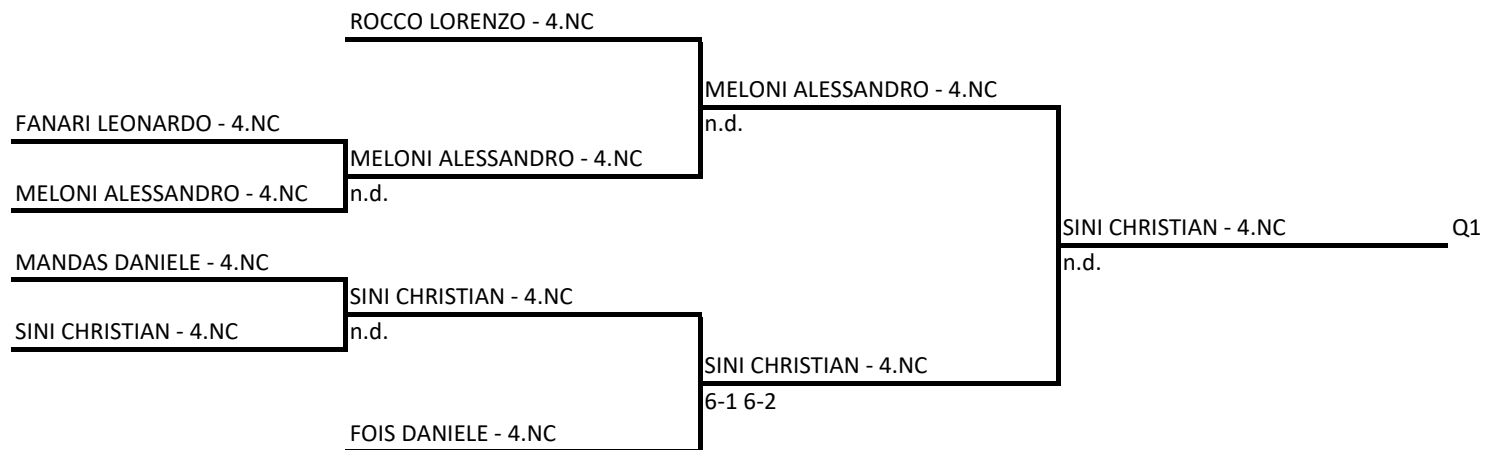 ROCCO LORENZO - 4.NC
MELONI ALESSANDRO - 4.NC
FANARI LEONARDO - 4.NC
n.d.
MELONI ALESSANDRO - 4.NC
MELONI ALESSANDRO - 4.NC
n.d.
SINI CHRISTIAN - 4.NC
Q1
MANDAS DANIELE - 4.NC
n.d.
SINI CHRISTIAN - 4.NC
SINI CHRISTIAN - 4.NC
n.d.
SINI CHRISTIAN - 4.NC
6-1 6-2
FOIS DANIELE - 4.NC